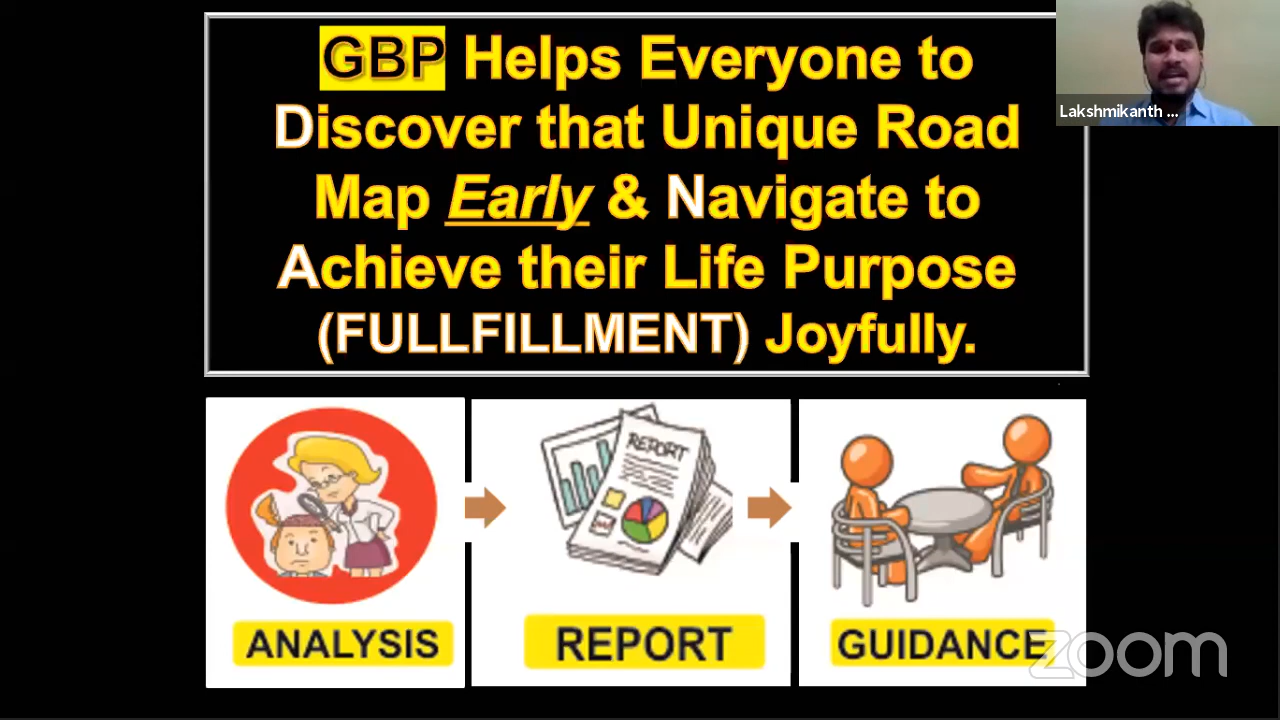 GBP Helps Everyone to
Discover that Unique Road
Map Early & Navigate to
Achieve their Life Purpose
(FULLFILLMENT) Joyfully.
Lakshmikanth ...
REPORT
ANALYSIS
REPORT
GUIDANCE
zoom